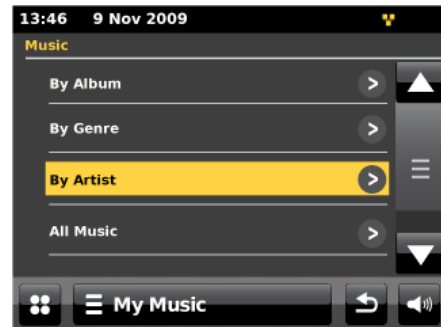 13:46 9 Nov 2009
Music
By Album
By Genre
By Artist
All Music
My Music